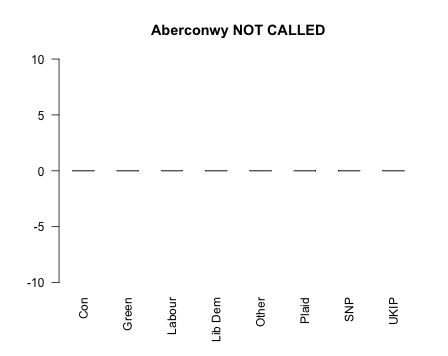 Aberconwy NOT CALLED
10
5
0
-5
-10
Con
Green
Labour
Lib Dem
Other
Plaid
SNP
UKIP